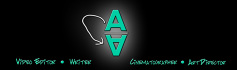 A
A
Video Editor • Writer Cinematographer • Art Director